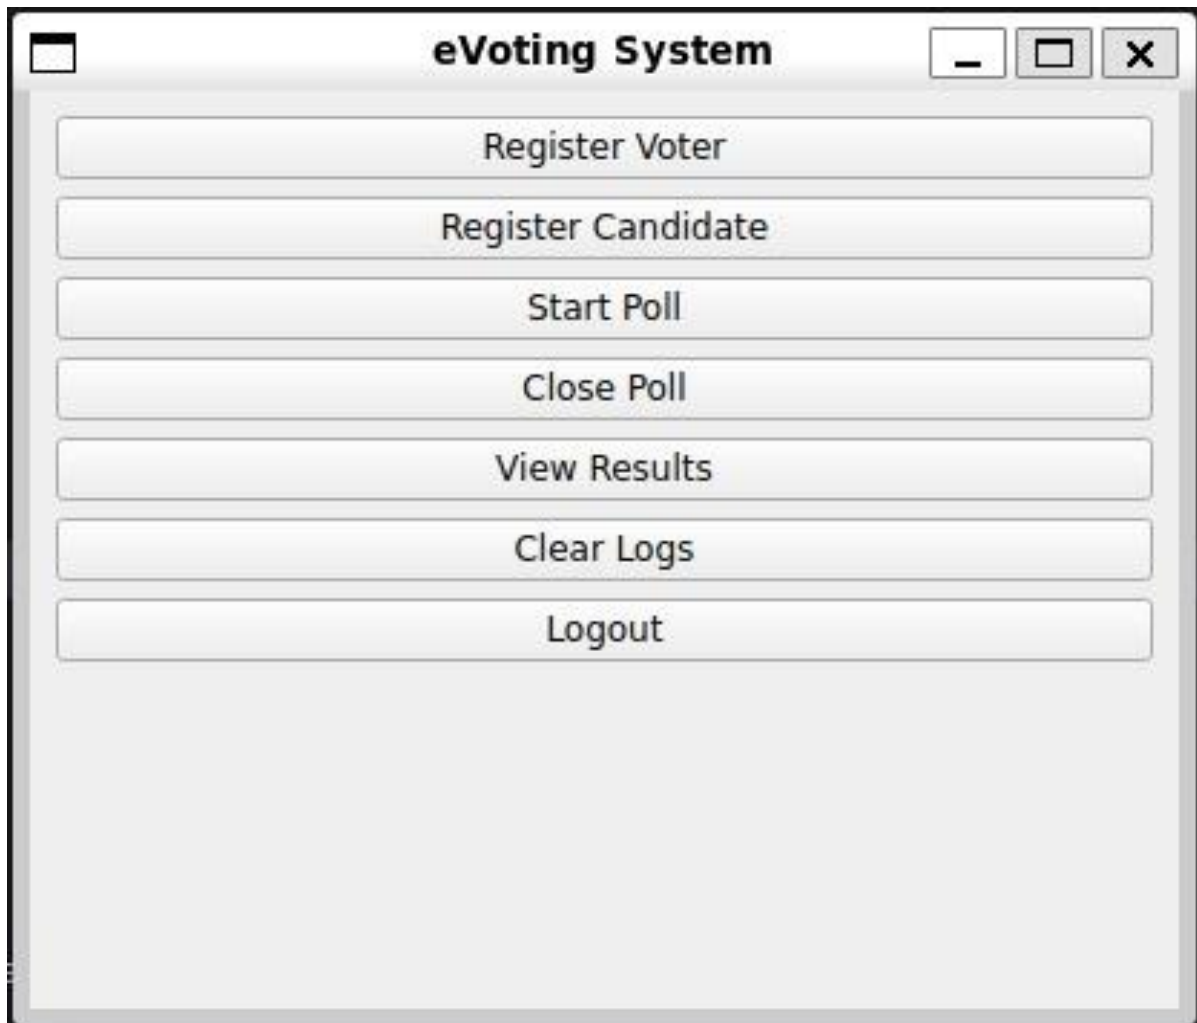 eVoting System
Register Voter
Register Candidate
Start Poll
Close Poll
View Results
Clear Logs
Logout